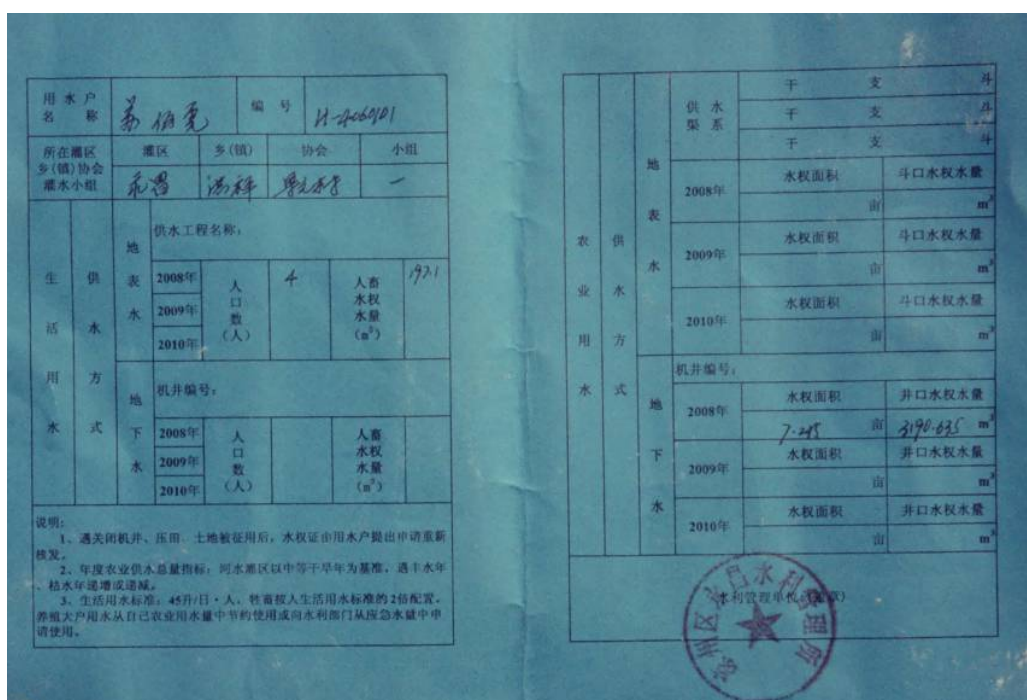 用水户名称
编号 H-4060101
所在灌区乡(镇)协会灌水小组
灌区 乡(镇) 协会 小组
永昌 清祥 一
生活用水
供水方式
地表水
供水工程名称:
2008年
2009年
2010年
人口数(人)
4
人畜水权水量(m³)
197.1
地下水
机井编号:
2008年
2009年
2010年
人口数(人)
人畜水权水量(m³)
说明:
1、遇关闭机井、压田、土地被征用后,水权证由用水户提出申请重新
核发。
2、年度农业供水总量指标:河水灌区以中等干旱年为基准,遇丰水年
、枯水年递增或递减。
3、生活用水标准:45升/日·人,牲畜按人生活用水标准的2倍配置。
养殖大户用水从自己农业用水量中节约使用或向水利部门从应急水量中申
请使用。
农业用水
供水方式
地表水
供水渠系
干 支 斗
干 支 斗
干 支 斗
2008年
水权面积 斗口水权水量
亩 m³
2009年
水权面积 斗口水权水量
亩 m³
2010年
水权面积 斗口水权水量
亩 m³
地下水
机井编号:
2008年
水权面积 井口水权水量
7.245 亩 3190.635 m³
2009年
水权面积 井口水权水量
亩 m³
2010年
水权面积 井口水权水量
亩 m³
水利管理单位(盖章)
凉州区永昌水利管理所